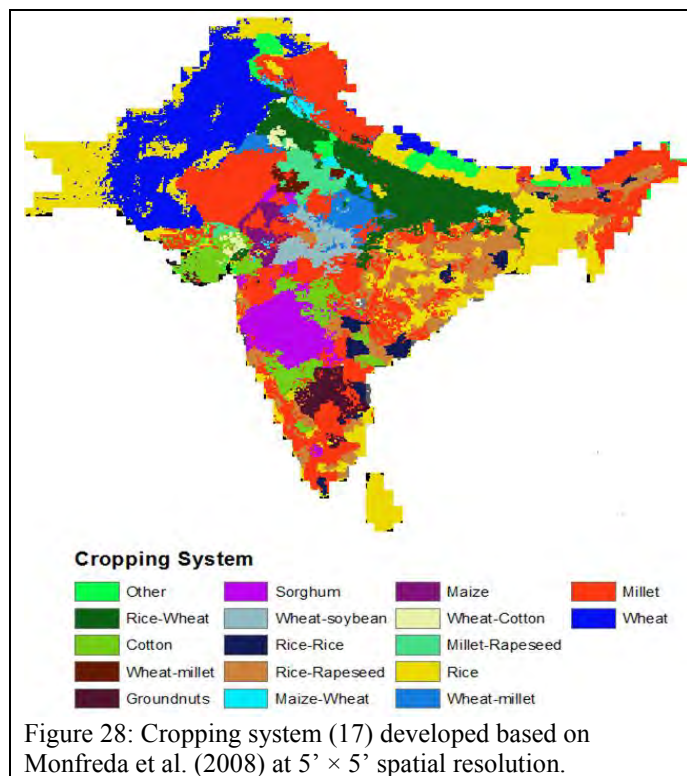 Cropping System
Other Sorghum Maize Millet
Rice-Wheat Wheat-soybean Wheat-Cotton Wheat
Cotton Rice-Rice Millet-Rapeseed
Wheat-millet Rice-Rapeseed Rice
Groundnuts Maize-Wheat Wheat-millet
Figure 28: Cropping system (17) developed based on
Monfreda et al. (2008) at 5’ × 5’ spatial resolution.